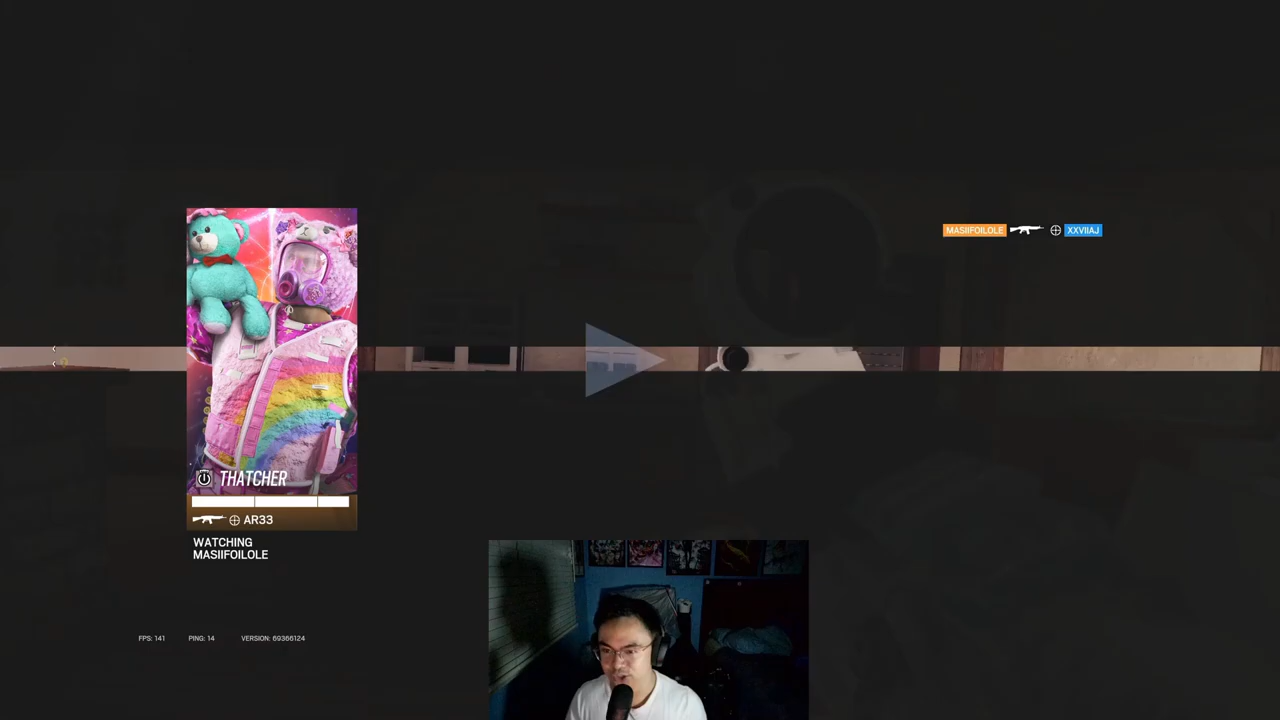 MASIIFOILOLE XXVIIAJ
THATCHER
AR33
WATCHING
MASIIFOILOLE
FPS: 141 PING: 14 VERSION: 69366124